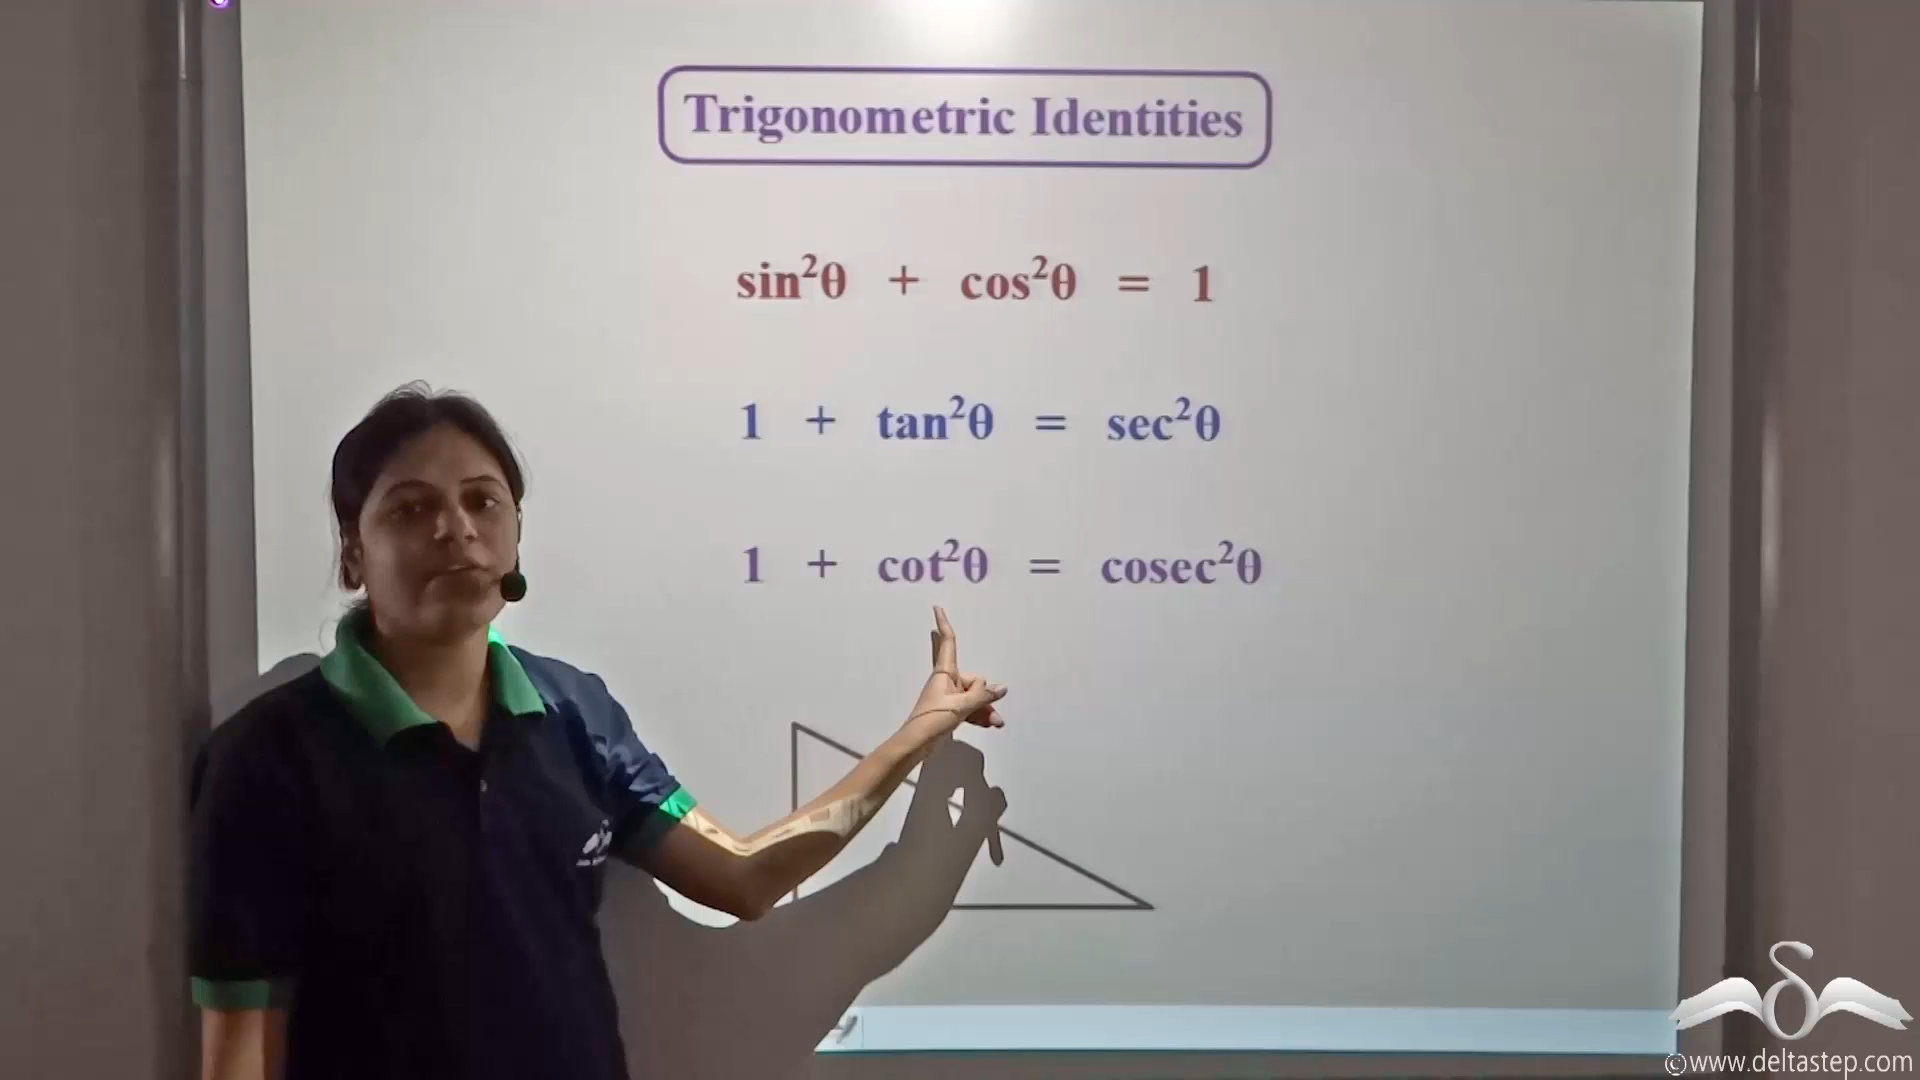 Trigonometric Identities
sin²θ + cos²θ = 1
1 + tan²θ = sec²θ
1 + cot²θ = cosec²θ
©www.deltastep.com